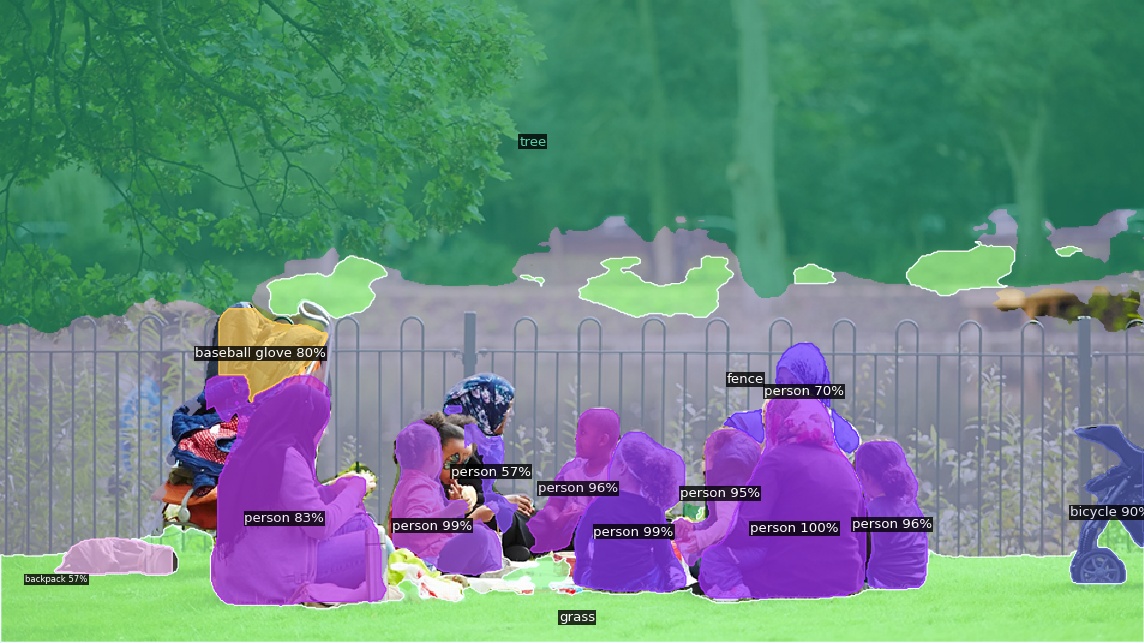 tree
baseball glove 80%
fence
person 70%
person 57%
person 96%
person 95%
person 83%
person 99%
person 99%
person 100%
person 96%
bicycle 90%
backpack 57%
grass